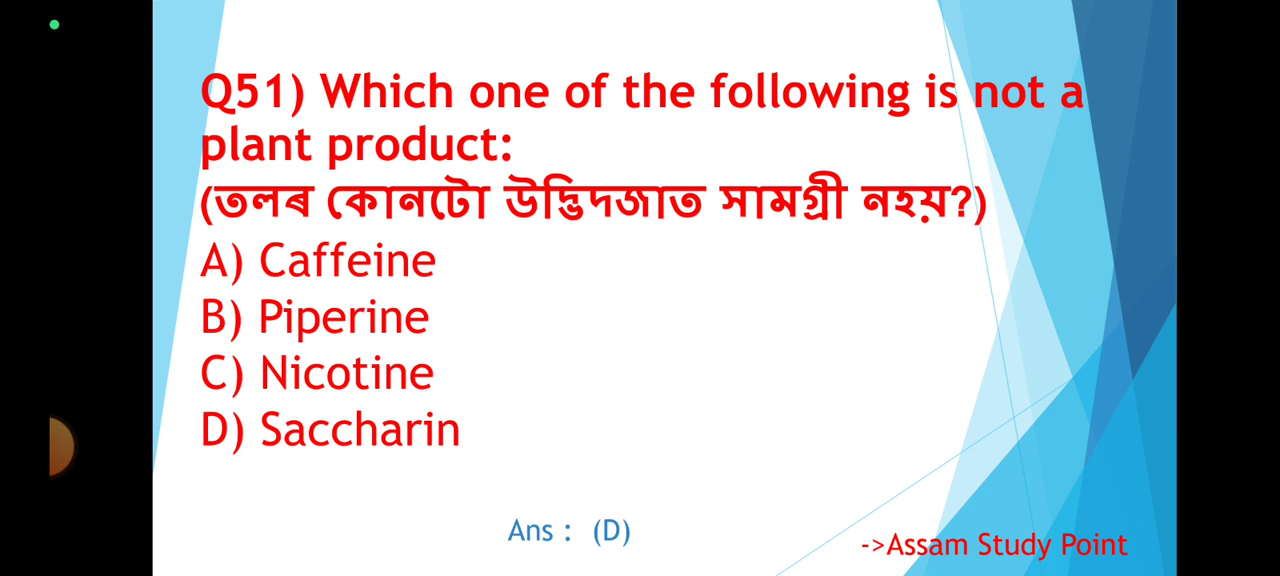 Q51) Which one of the following is not a
plant product:
(তলৰ কোনটো উদ্ভিদজাত সামগ্ৰী নহয়?)
A) Caffeine
B) Piperine
C) Nicotine
D) Saccharin
Ans :  (D)
->Assam Study Point